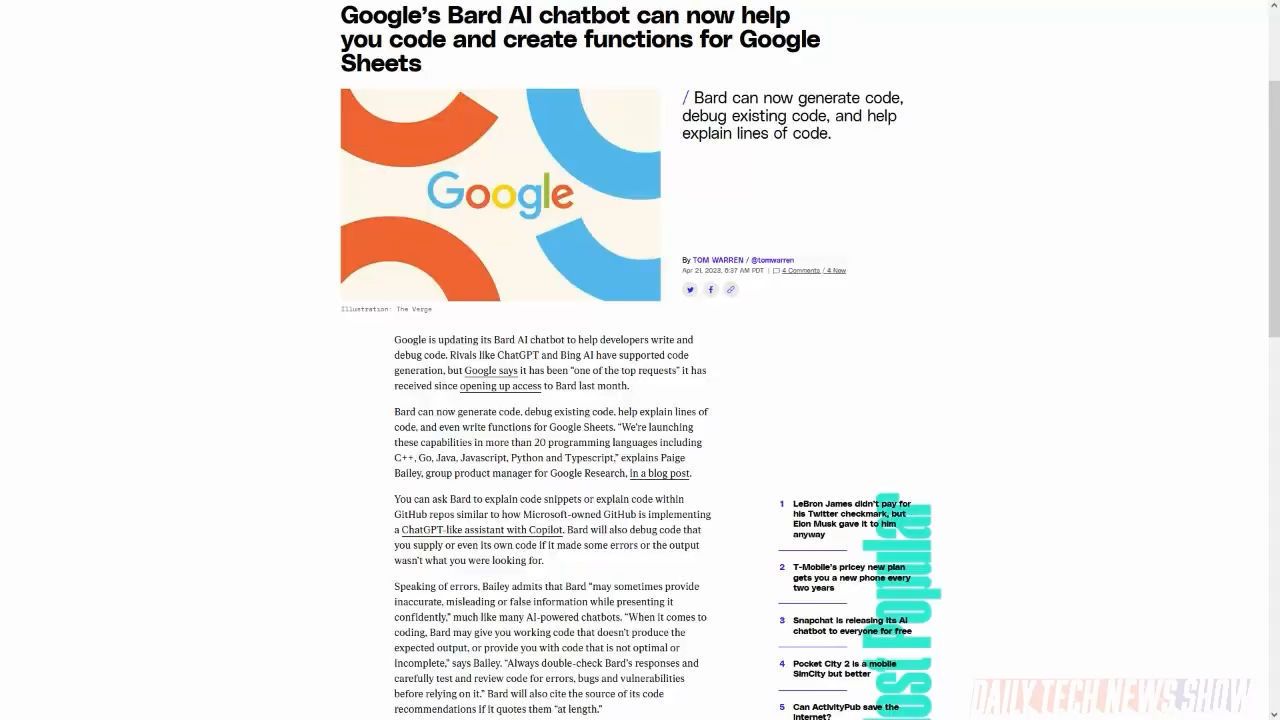 Google’s Bard AI chatbot can now help
you code and create functions for Google
Sheets
/ Bard can now generate code,
debug existing code, and help
explain lines of code.
Google
By TOM WARREN / @tomwarren
Apr 21, 2023, 6:37 AM PDT | 4 Comments / 4 New
Illustration: The Verge
Google is updating its Bard AI chatbot to help developers write and
debug code. Rivals like ChatGPT and Bing AI have supported code
generation, but Google says it has been “one of the top requests” it has
received since opening up access to Bard last month.
Bard can now generate code, debug existing code, help explain lines of
code, and even write functions for Google Sheets. “We’re launching
these capabilities in more than 20 programming languages including
C++, Go, Java, Javascript, Python and Typescript,” explains Paige
Bailey, group product manager for Google Research, in a blog post.
You can ask Bard to explain code snippets or explain code within
GitHub repos similar to how Microsoft-owned GitHub is implementing
a ChatGPT-like assistant with Copilot. Bard will also debug code that
you supply or even its own code if it made some errors or the output
wasn’t what you were looking for.
Speaking of errors, Bailey admits that Bard “may sometimes provide
inaccurate, misleading or false information while presenting it
confidently,” much like many AI-powered chatbots. “When it comes to
coding, Bard may give you working code that doesn’t produce the
expected output, or provide you with code that is not optimal or
incomplete,” says Bailey. “Always double-check Bard’s responses and
carefully test and review code for errors, bugs and vulnerabilities
before relying on it.” Bard will also cite the source of its code
recommendations if it quotes them “at length.”
1 LeBron James didn’t pay for
his Twitter checkmark, but
Elon Musk gave it to him
anyway
2 T-Mobile’s pricey new plan
gets you a new phone every
two years
3 Snapchat is releasing its AI
chatbot to everyone for free
4 Pocket City 2 is a mobile
SimCity but better
5 Can ActivityPub save the
internet?
ost Popular
DAILY TECH NEWS SHOW